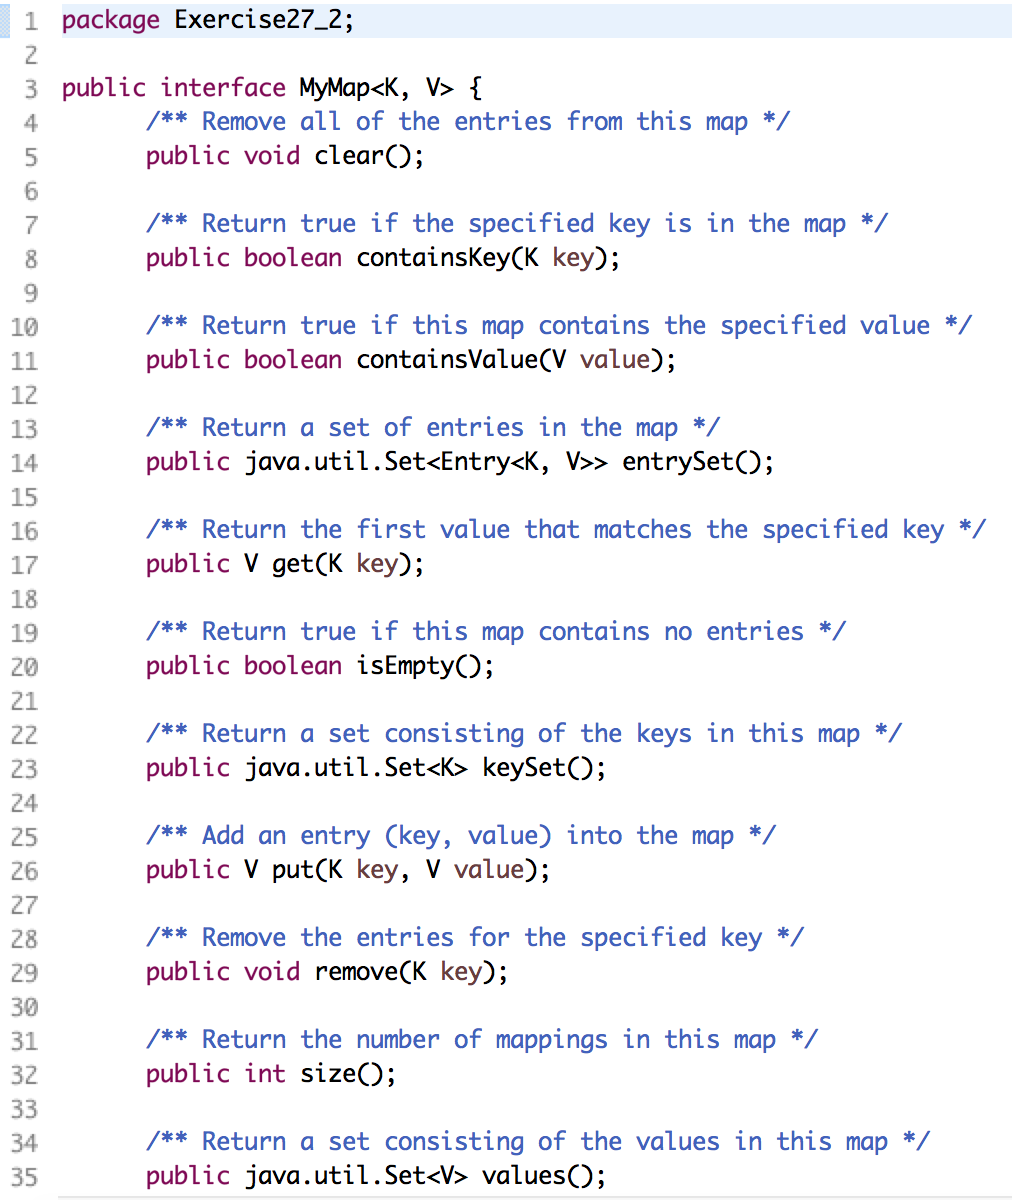 1 package Exercise27_2;
2
3 public interface MyMap<K, V> {
4 /** Remove all of the entries from this map */
5 public void clear();
6
7 /** Return true if the specified key is in the map */
8 public boolean containsKey(K key);
9
10 /** Return true if this map contains the specified value */
11 public boolean containsValue(V value);
12
13 /** Return a set of entries in the map */
14 public java.util.Set<Entry<K, V>> entrySet();
15
16 /** Return the first value that matches the specified key */
17 public V get(K key);
18
19 /** Return true if this map contains no entries */
20 public boolean isEmpty();
21
22 /** Return a set consisting of the keys in this map */
23 public java.util.Set<K> keySet();
24
25 /** Add an entry (key, value) into the map */
26 public V put(K key, V value);
27
28 /** Remove the entries for the specified key */
29 public void remove(K key);
30
31 /** Return the number of mappings in this map */
32 public int size();
33
34 /** Return a set consisting of the values in this map */
35 public java.util.Set<V> values();